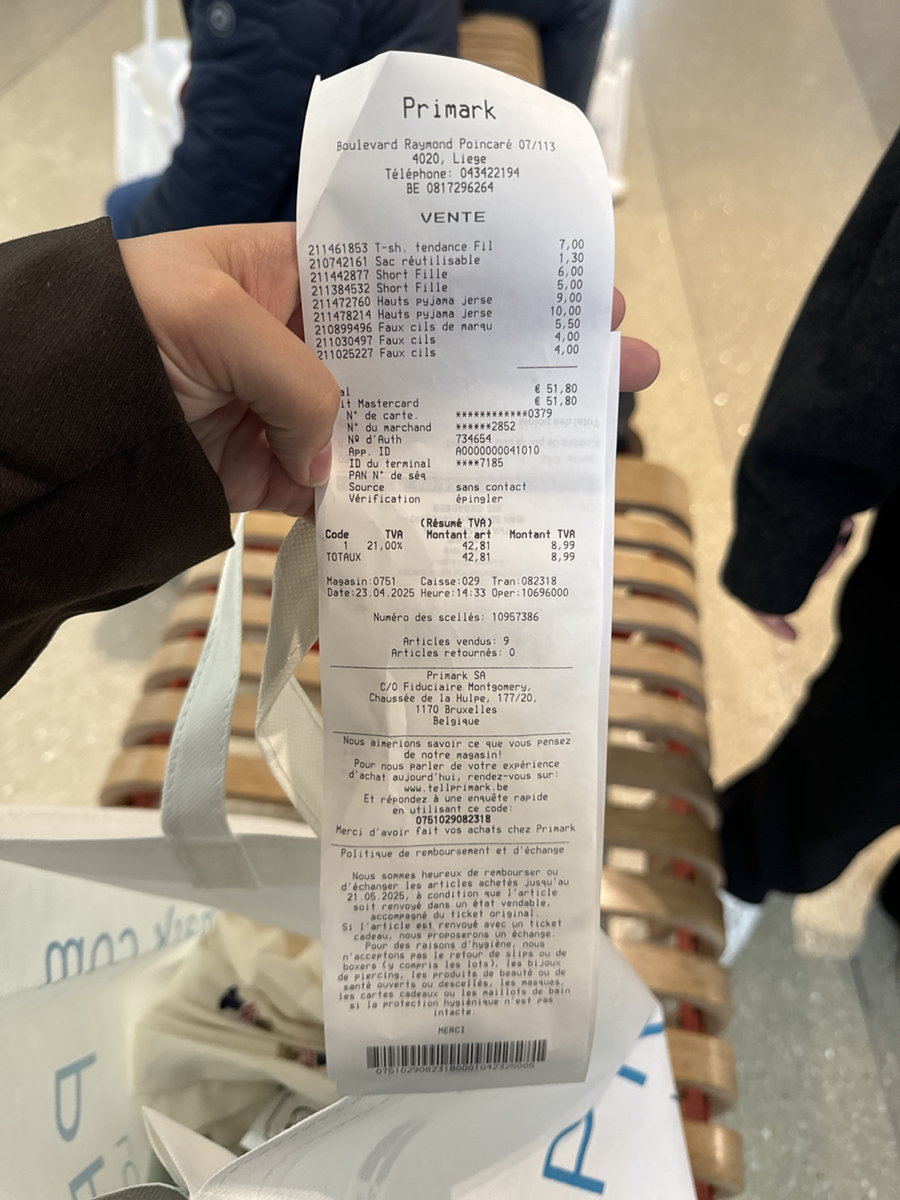 Primark
Boulevard Raymond Poincaré 07/113
4020, Liege
Téléphone: 043422194
BE 0817296264
VENTE
211461853 T-sh. tendance Fil 7,00
210742161 Sac réutilisable 1,30
211442877 Short Fille 6,00
211384532 Short Fille 5,00
211472760 Hauts pyjama jerse 9,00
211478214 Hauts pyjama jerse 10,00
210899496 Faux cils de marqu 5,50
211030497 Faux cils 4,00
211025227 Faux cils 4,00
al € 51,80
it Mastercard € 51,80
N° de carte. ************0379
N° du marchand ******2852
Nº d'Auth 734654
App. ID A0000000041010
ID du terminal ****7185
PAN N° de séq
Source sans contact
Vérification épingler
(Résumé TVA)
Code TVA Montant art Montant TVA
1 21,00% 42,81 8,99
TOTAUX 42,81 8,99
Magasin:0751 Caisse:029 Tran:082318
Date:23.04.2025 Heure:14:33 Oper:10696000
Numéro des scellés: 10957386
Articles vendus: 9
Articles retournés: 0
Primark SA
C/O Fiduciaire Montgomery,
Chaussée de la Hulpe, 177/20,
1170 Bruxelles
Belgique
Nous aimerions savoir ce que vous pensez
de notre magasin!
Pour nous parler de votre expérience
d'achat aujourd'hui, rendez-vous sur:
www.tellprimark.be
Et répondez à une enquête rapide
en utilisant ce code:
0751029082318
Merci d'avoir fait vos achats chez Primark
Politique de remboursement et d'échange
Nous sommes heureux de rembourser ou
d'échanger les articles achetés jusqu'au
21.05.2025, à condition que l'article
soit renvoyé dans un état vendable,
accompagné du ticket original.
Si l'article est renvoyé avec un ticket
cadeau, nous proposerons un échange.
Pour des raisons d'hygiène, nous
n'acceptons pas le retour de slips ou de
boxers (y compris les lots), les bijoux
de piercing, les produits de beauté ou de
santé ouverts ou descellés, les masques,
les cartes cadeaux ou les maillots de bain
si la protection hygiénique n'est pas
intacte.
MERCI